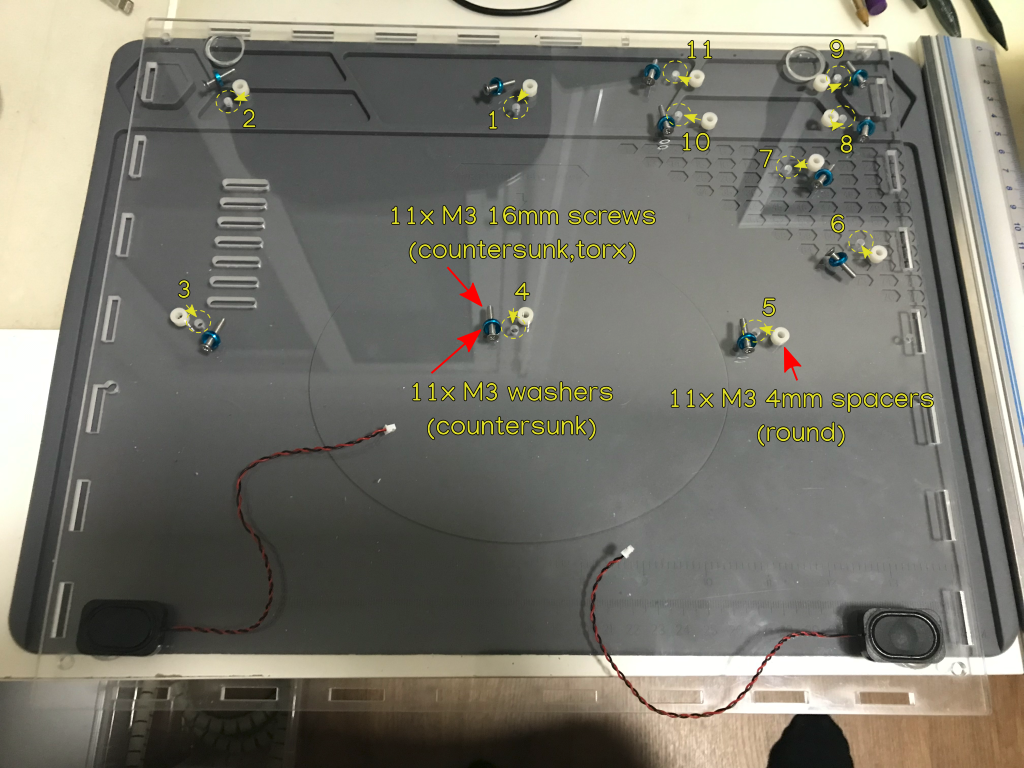 11
9
2
1
10
8
7
6
11x M3 16mm screws
(countersunk,torx)
3
4
5
11x M3 washers
(countersunk)
11x M3 4mm spacers
(round)